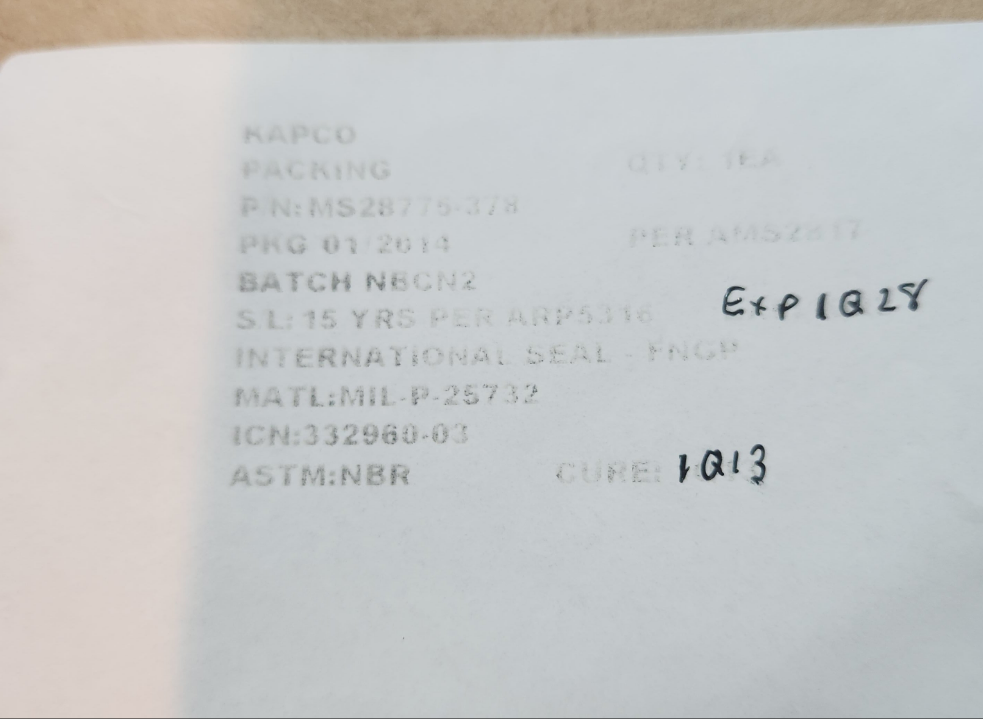 KAPCO
PACKING QTY: 1EA
P/N: MS28775-378
PKG 01/2014 PER AMS2817
BATCH NBCN2
S/L: 15 YRS PER ARP5316 Exp 1Q28
INTERNATIONAL SEAL - FNGP
MATL:MIL-P-25732
ICN:332960-03
ASTM:NBR CURE: 1Q13